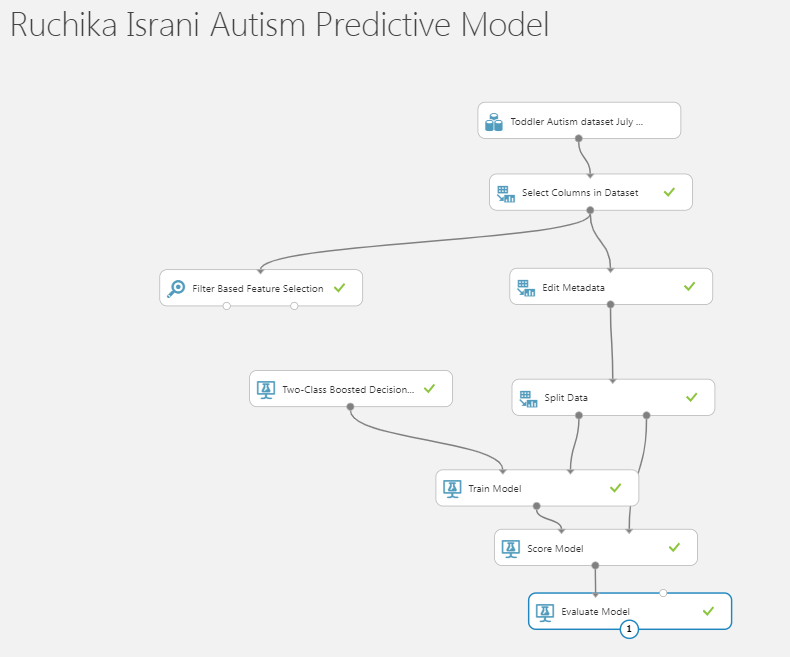 Ruchika Israni Autism Predictive Model
Toddler Autism dataset July ...
Select Columns in Dataset
Filter Based Feature Selection
Edit Metadata
Two-Class Boosted Decision...
Split Data
Train Model
Score Model
Evaluate Model
1